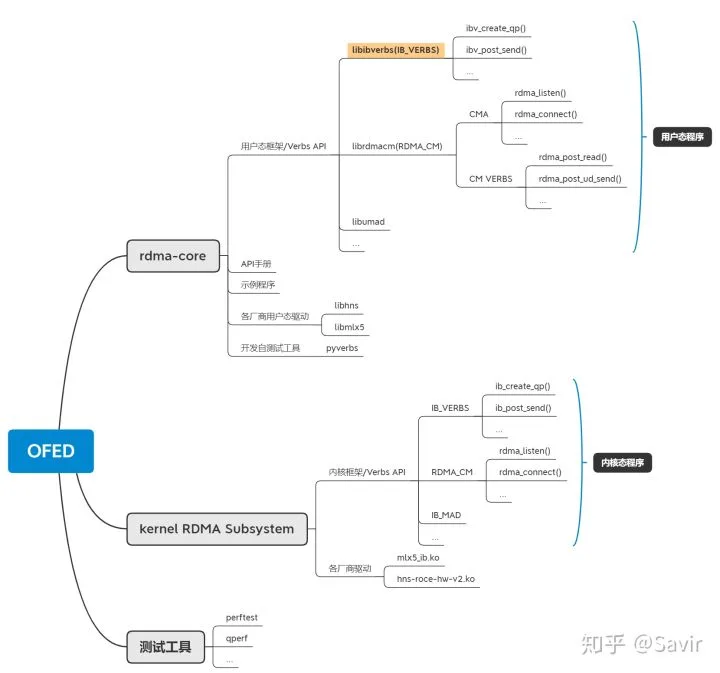 OFED
rdma-core
用户态框架/Verbs API
libibverbs(IB_VERBS)
ibv_create_qp()
ibv_post_send()
...
librdmacm(RDMA_CM)
CMA
rdma_listen()
rdma_connect()
...
CM VERBS
rdma_post_read()
rdma_post_ud_send()
...
libumad
...
用户态程序
API手册
示例程序
各厂商用户态驱动
libhns
libmlx5
开发自测试工具
pyverbs
kernel RDMA Subsystem
内核框架/Verbs API
IB_VERBS
ib_create_qp()
ib_post_send()
...
RDMA_CM
rdma_listen()
rdma_connect()
...
IB_MAD
...
内核态程序
各厂商驱动
mlx5_ib.ko
hns-roce-hw-v2.ko
测试工具
perftest
qperf
...
知乎 @Savir